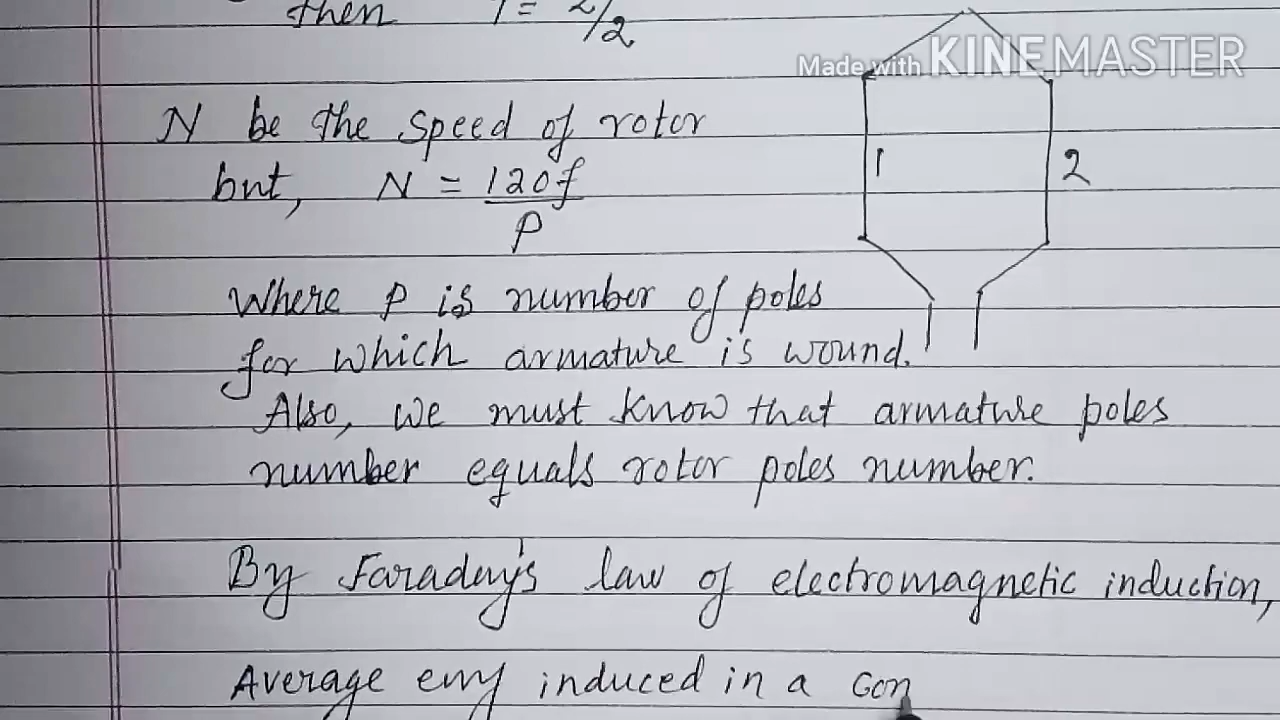 then T = Z/2
Made with KINEMASTER
N be the speed of rotor
but, N = 120f/P
1 2
Where P is number of poles
for which armature is wound.
Also, we must know that armature poles
number equals rotor poles number.
By Faraday's law of electromagnetic induction,
Average emf induced in a con